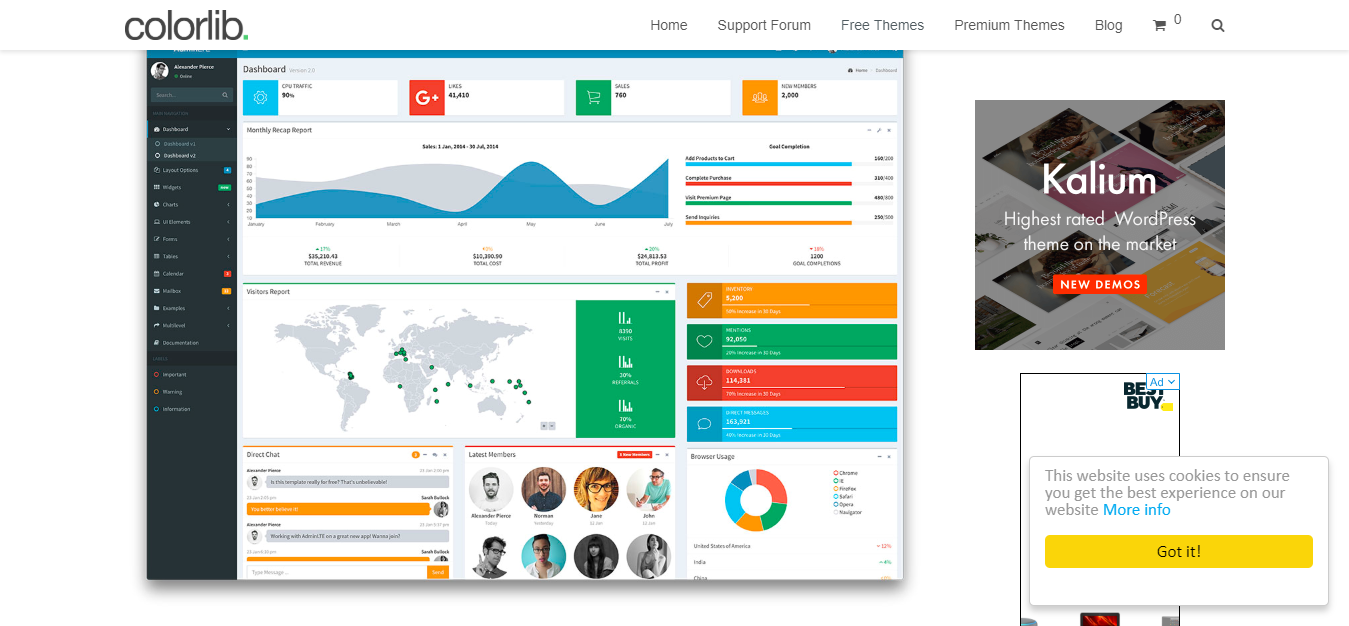 colorlib.
Home Support Forum Free Themes Premium Themes Blog 0
Alexander Pierce
Online
Search...
MAIN NAVIGATION
Dashboard
Dashboard v1
Dashboard v2
Layout Options 4
Widgets new
Charts
UI Elements
Forms
Tables
Calendar 3
Mailbox
Examples
Multilevel
Documentation
LABELS
Important
Warning
Information
Dashboard Version 2.0
Home Dashboard
CPU TRAFFIC
90%
LIKES
41,410
SALES
760
NEW MEMBERS
2,000
Monthly Recap Report
Sales: 1 Jan, 2014 - 30 Jul, 2014
90
80
70
60
50
40
30
20
10
January February March April May June July
Goal Completion
Add Products to Cart 160/200
Complete Purchase 310/400
Visit Premium Page 480/800
Send Inquiries 250/500
17%
$35,210.43
TOTAL REVENUE
$10,390.90
TOTAL COST
20%
$24,813.53
TOTAL PROFIT
18%
1200
GOAL COMPLETIONS
Visitors Report
8390
VISITS
30%
REFERRALS
70%
ORGANIC
INVENTORY
5,200
50% Increase in 30 Days
MENTIONS
92,050
20% Increase in 30 Days
DOWNLOADS
114,381
70% Increase in 30 Days
DIRECT MESSAGES
163,921
40% Increase in 30 Days
Direct Chat
Alexander Pierce 23 Jan 2:00 pm
Is this template really for free? That's unbelievable!
23 Jan 2:05 pm Sarah Bullock
You better believe it!
Alexander Pierce 23 Jan 5:37 pm
Working with AdminLTE on a great new app! Wanna join?
23 Jan 6:10 pm Sarah Bullock
Type Message ... Send
Latest Members
8 New Members
Alexander Pierce
Today
Norman
Yesterday
Jane
12 Jan
John
12 Jan
Browser Usage
Chrome
IE
FireFox
Safari
Opera
Navigator
United States of America 12%
India 4%
China
Kalium
Highest rated WordPress
theme on the market
NEW DEMOS
Ad
BEST
BUY
This website uses cookies to ensure
you get the best experience on our
website More info
Got it!